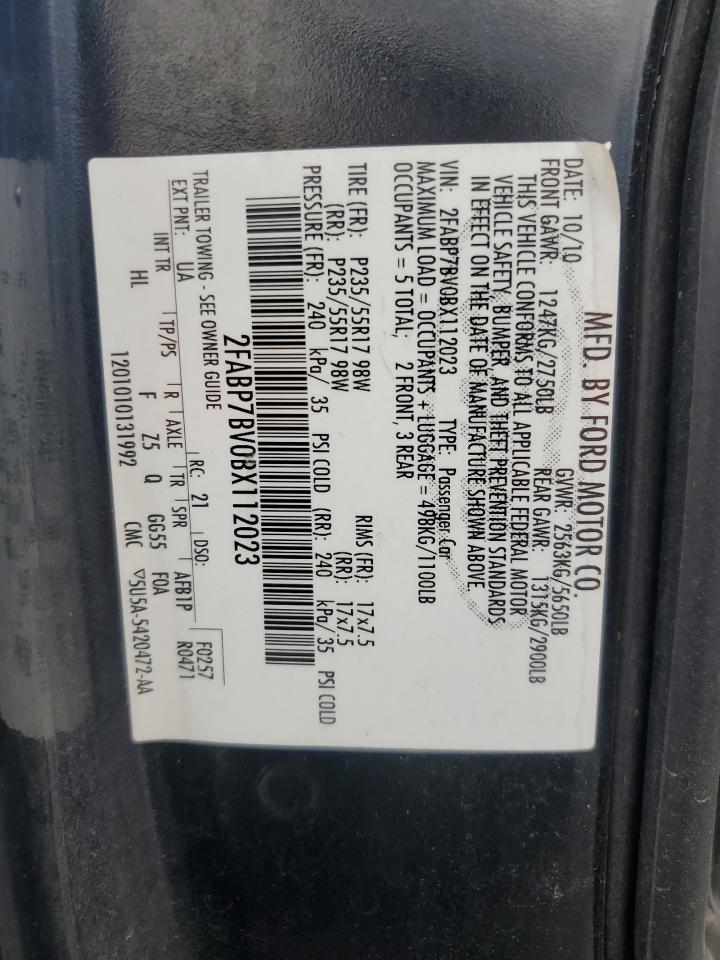 MFD. BY FORD MOTOR CO.
DATE: 10/10 GVWR: 2563KG/5650LB
FRONT GAWR: 1247KG/2750LB REAR GAWR: 1315KG/2900LB
THIS VEHICLE CONFORMS TO ALL APPLICABLE FEDERAL MOTOR
VEHICLE SAFETY, BUMPER, AND THEFT PREVENTION STANDARDS
IN EFFECT ON THE DATE OF MANUFACTURE SHOWN ABOVE.
VIN: 2FABP7BV0BX112023 TYPE: Passenger Car
MAXIMUM LOAD = OCCUPANTS + LUGGAGE = 498KG/1100LB
OCCUPANTS = 5 TOTAL; 2 FRONT, 3 REAR
TIRE (FR): P235/55R17 98W RIMS (FR): 17x7.5
(RR): P235/55R17 98W (RR): 17x7.5
PRESSURE (FR): 240 kPa/ 35 PSI COLD (RR): 240 kPa/ 35 PSI COLD
2FABP7BV0BX112023
TRAILER TOWING - SEE OWNER GUIDE
RC: 21 DSO: F0257
EXT PNT: UA AFB1P R0471
INT TR TP/PS R AXLE TR SPR
HL F Z5 Q GG55 F0A
1201010131992 CMC 5U5A-5420472-AA